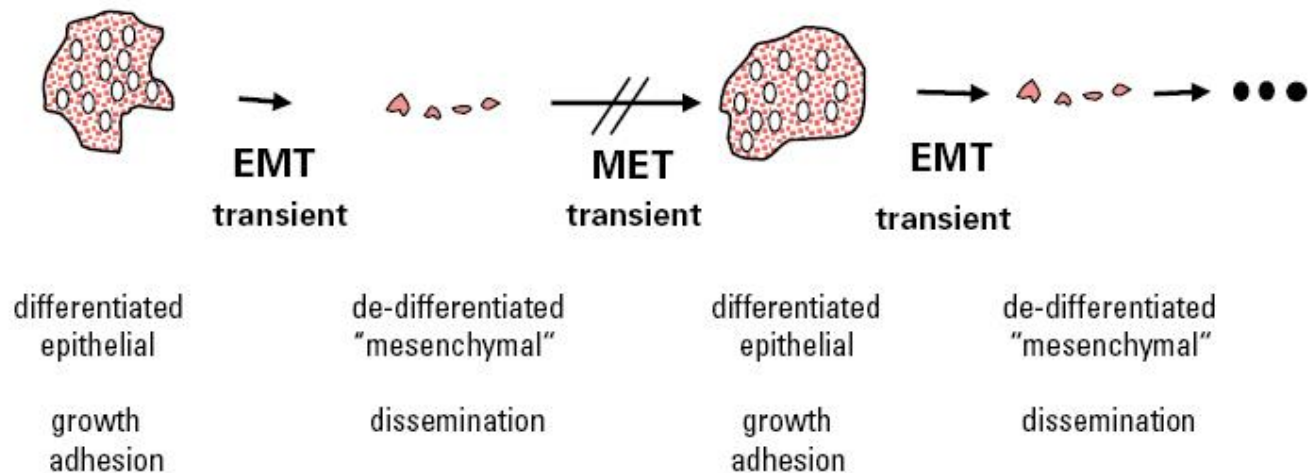 EMT
transient
MET
transient
EMT
transient
differentiated
epithelial
de-differentiated
“mesenchymal“
differentiated
epithelial
de-differentiated
“mesenchymal“
growth
adhesion
dissemination
growth
adhesion
dissemination